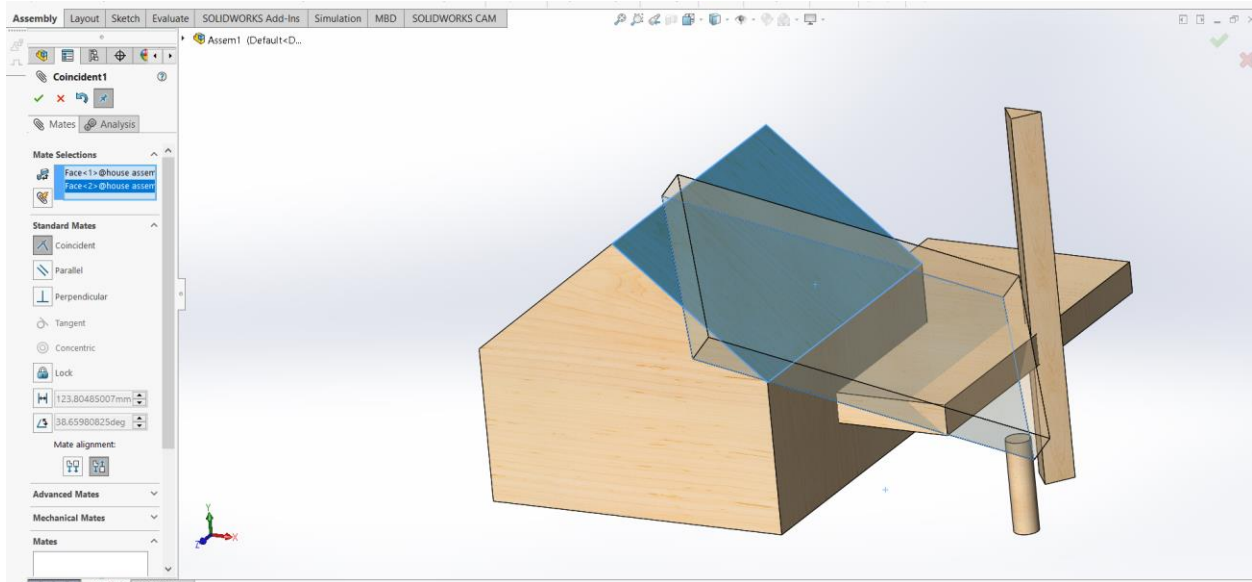 Assembly Layout Sketch Evaluate SOLIDWORKS Add-Ins Simulation MBD SOLIDWORKS CAM
Assem1 (Default<D...
Coincident1
Mates Analysis
Mate Selections
Face<1>@house assem
Face<2>@house assem
Standard Mates
Coincident
Parallel
Perpendicular
Tangent
Concentric
Lock
123.80485007mm
38.65980825deg
Mate alignment:
Advanced Mates
Mechanical Mates
Mates
Y
Z X